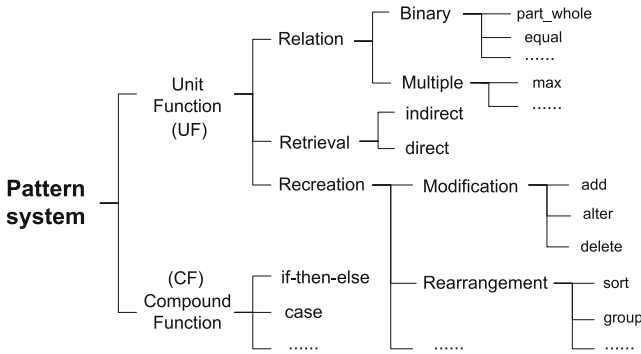 Pattern
system
Unit
Function
(UF)
Relation
Binary
part_whole
equal
......
Multiple
max
......
Retrieval
indirect
direct
Recreation
Modification
add
alter
delete
Rearrangement
sort
group
......
......
(CF)
Compound
Function
if-then-else
case
......